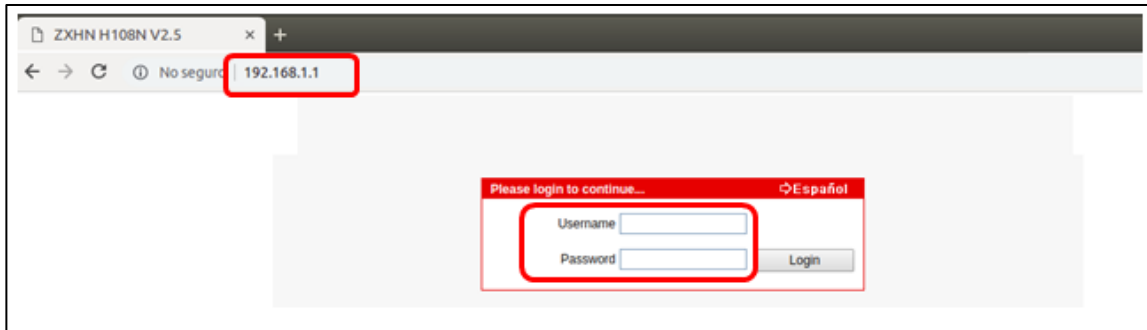 ZXHN H108N V2.5
No seguro 192.168.1.1
Please login to continue... ⇨Español
Username
Password Login